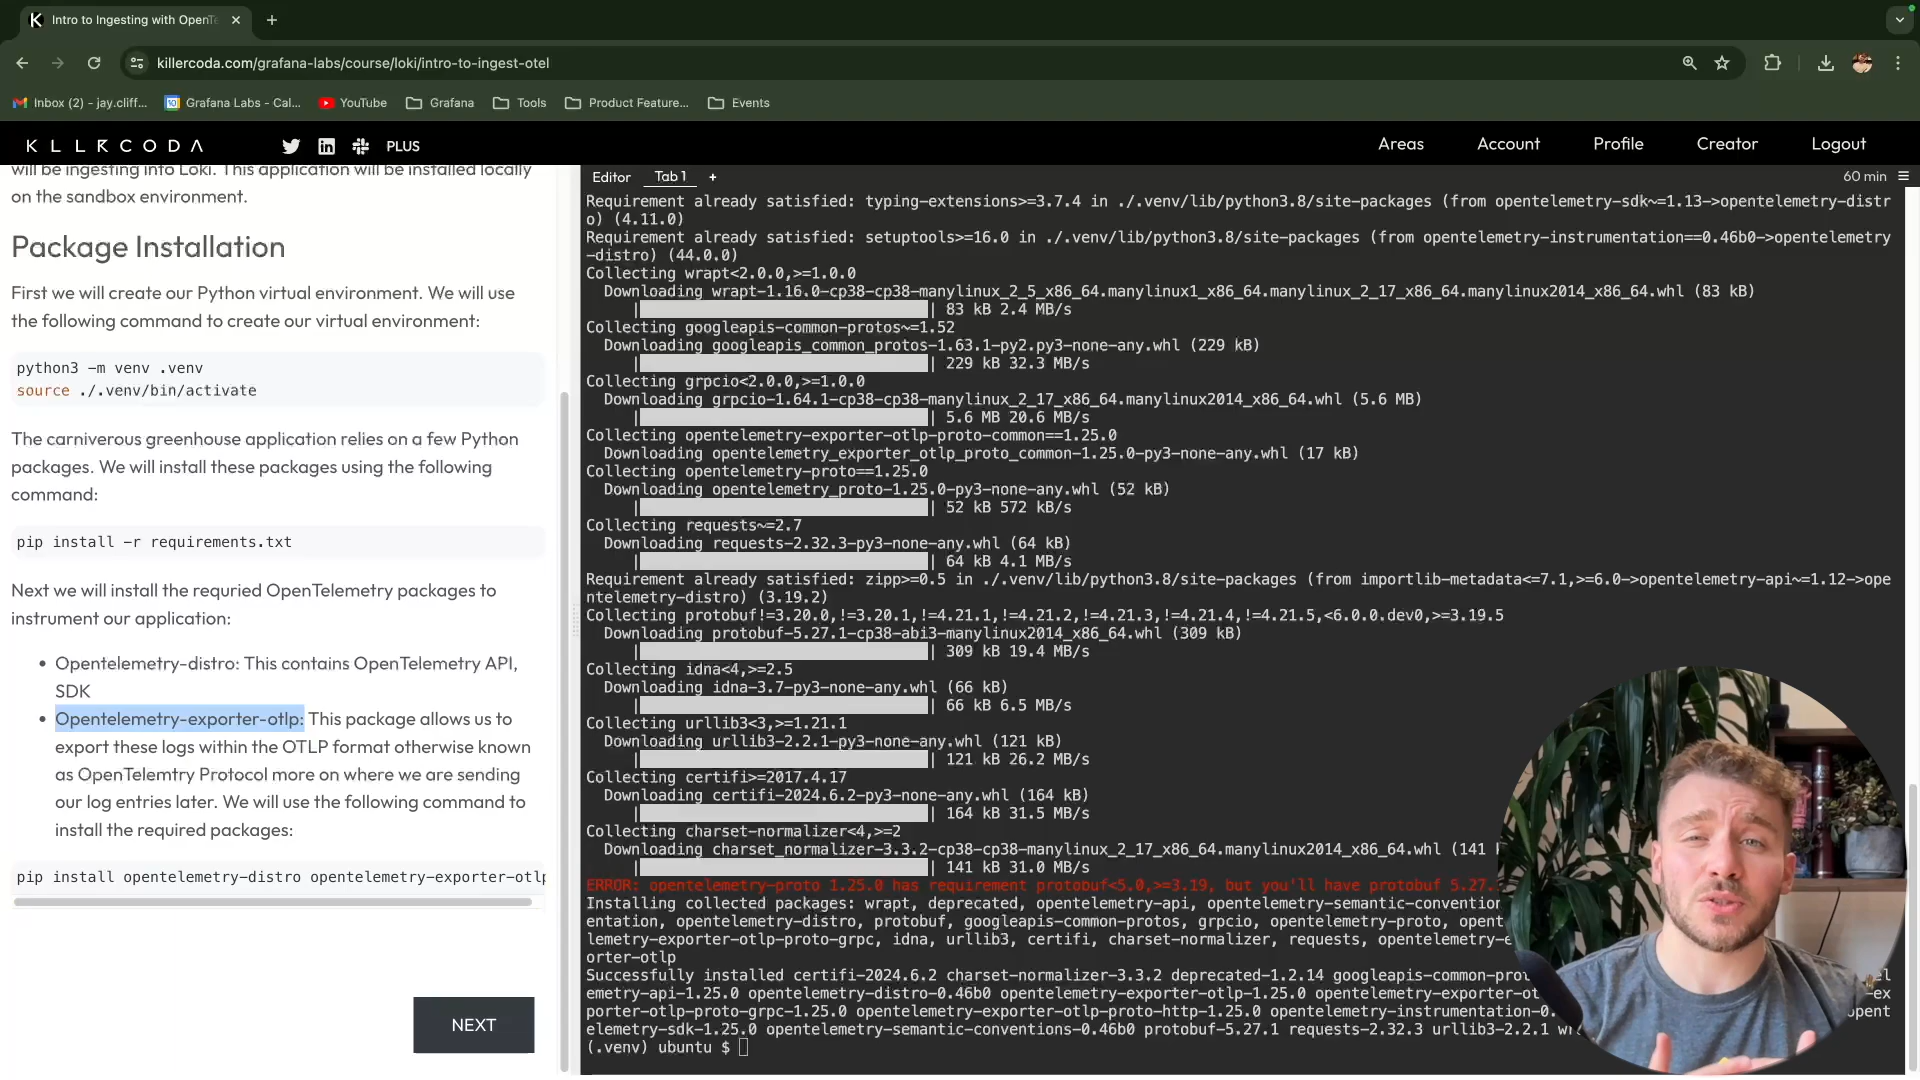 Intro to Ingesting with OpenTe
killercoda.com/grafana-labs/course/loki/intro-to-ingest-otel
Inbox (2) - jay.cliff...
Grafana Labs - Cal...
YouTube
Grafana
Tools
Product Feature...
Events
KLLRCODA
PLUS
Areas
Account
Profile
Creator
Logout
will be ingesting into Loki. This application will be installed locally
on the sandbox environment.
Package Installation
First we will create our Python virtual environment. We will use
the following command to create our virtual environment:
python3 -m venv .venv
source ./.venv/bin/activate
The carniverous greenhouse application relies on a few Python
packages. We will install these packages using the following
command:
pip install -r requirements.txt
Next we will install the requried OpenTelemetry packages to
instrument our application:
• Opentelemetry-distro: This contains OpenTelemetry API,
SDK
• Opentelemetry-exporter-otlp: This package allows us to
export these logs within the OTLP format otherwise known
as OpenTelemtry Protocol more on where we are sending
our log entries later. We will use the following command to
install the required packages:
pip install opentelemetry-distro opentelemetry-exporter-otlp
NEXT
Editor
Tab 1
+
60 min
Requirement already satisfied: typing-extensions>=3.7.4 in ./.venv/lib/python3.8/site-packages (from opentelemetry-sdk~=1.13->opentelemetry-distr
o) (4.11.0)
Requirement already satisfied: setuptools>=16.0 in ./.venv/lib/python3.8/site-packages (from opentelemetry-instrumentation==0.46b0->opentelemetry
-distro) (44.0.0)
Collecting wrapt<2.0.0,>=1.0.0
Downloading wrapt-1.16.0-cp38-cp38-manylinux_2_5_x86_64.manylinux1_x86_64.manylinux_2_17_x86_64.manylinux2014_x86_64.whl (83 kB)
| | 83 kB 2.4 MB/s
Collecting googleapis-common-protos~=1.52
Downloading googleapis_common_protos-1.63.1-py2.py3-none-any.whl (229 kB)
| | 229 kB 32.3 MB/s
Collecting grpcio<2.0.0,>=1.0.0
Downloading grpcio-1.64.1-cp38-cp38-manylinux_2_17_x86_64.manylinux2014_x86_64.whl (5.6 MB)
| | 5.6 MB 20.6 MB/s
Collecting opentelemetry-exporter-otlp-proto-common==1.25.0
Downloading opentelemetry_exporter_otlp_proto_common-1.25.0-py3-none-any.whl (17 kB)
Collecting opentelemetry-proto==1.25.0
Downloading opentelemetry_proto-1.25.0-py3-none-any.whl (52 kB)
| | 52 kB 572 kB/s
Collecting requests~=2.7
Downloading requests-2.32.3-py3-none-any.whl (64 kB)
| | 64 kB 4.1 MB/s
Requirement already satisfied: zipp>=0.5 in ./.venv/lib/python3.8/site-packages (from importlib-metadata<=7.1,>=6.0->opentelemetry-api~=1.12->ope
ntelemetry-distro) (3.19.2)
Collecting protobuf!=3.20.0,!=3.20.1,!=4.21.1,!=4.21.2,!=4.21.3,!=4.21.4,!=4.21.5,<6.0.0.dev0,>=3.19.5
Downloading protobuf-5.27.1-cp38-abi3-manylinux2014_x86_64.whl (309 kB)
| | 309 kB 19.4 MB/s
Collecting idna<4,>=2.5
Downloading idna-3.7-py3-none-any.whl (66 kB)
| | 66 kB 6.5 MB/s
Collecting urllib3<3,>=1.21.1
Downloading urllib3-2.2.1-py3-none-any.whl (121 kB)
| | 121 kB 26.2 MB/s
Collecting certifi>=2017.4.17
Downloading certifi-2024.6.2-py3-none-any.whl (164 kB)
| | 164 kB 31.5 MB/s
Collecting charset-normalizer<4,>=2
Downloading charset_normalizer-3.3.2-cp38-cp38-manylinux_2_17_x86_64.manylinux2014_x86_64.whl (141
| | 141 kB 31.0 MB/s
ERROR: opentelemetry-proto 1.25.0 has requirement protobuf<5.0,>=3.19, but you'll have protobuf 5.27.
Installing collected packages: wrapt, deprecated, opentelemetry-api, opentelemetry-semantic-convention
entation, opentelemetry-distro, protobuf, googleapis-common-protos, grpcio, opentelemetry-proto, opent
lemetry-exporter-otlp-proto-grpc, idna, urllib3, certifi, charset-normalizer, requests, opentelemetry-e
orter-otlp
Successfully installed certifi-2024.6.2 charset-normalizer-3.3.2 deprecated-1.2.14 googleapis-common-prot el
emetry-api-1.25.0 opentelemetry-distro-0.46b0 opentelemetry-exporter-otlp-1.25.0 opentelemetry-exporter-ot -ex
porter-otlp-proto-grpc-1.25.0 opentelemetry-exporter-otlp-proto-http-1.25.0 opentelemetry-instrumentation-0. opent
elemetry-sdk-1.25.0 opentelemetry-semantic-conventions-0.46b0 protobuf-5.27.1 requests-2.32.3 urllib3-2.2.1 wr
(.venv) ubuntu $